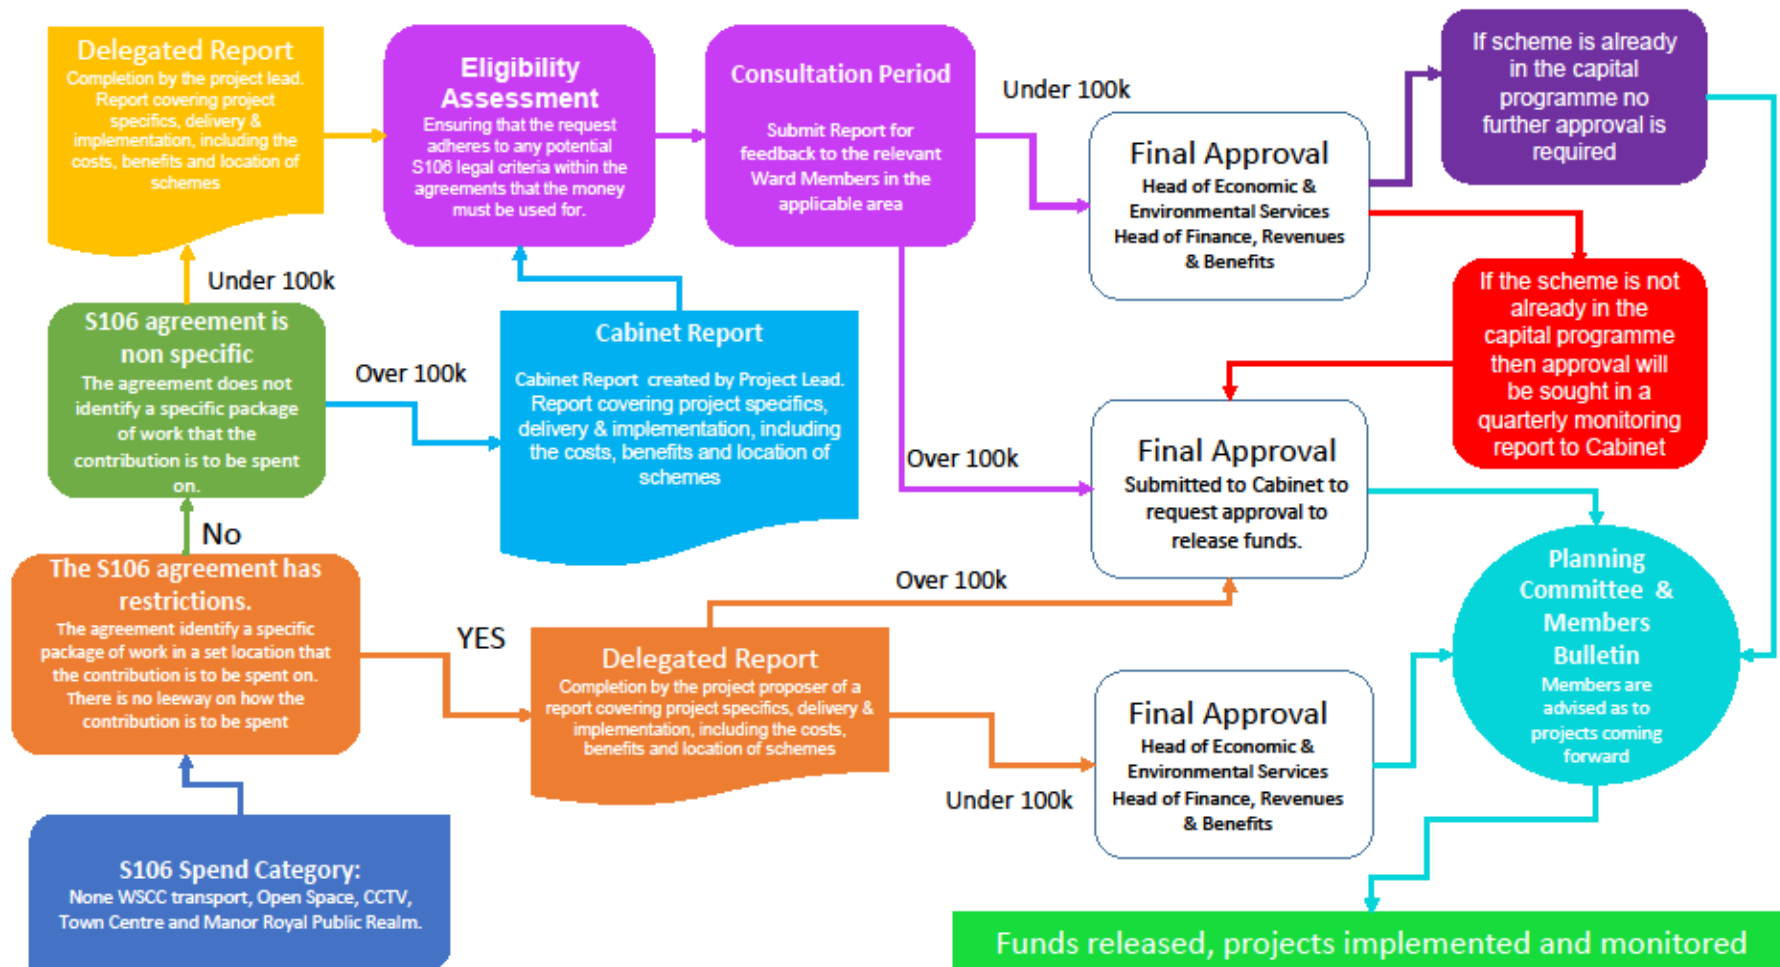 Delegated Report
Completion by the project lead.
Report covering project
specifics, delivery &
implementation, including the
costs, benefits and location of
schemes
Eligibility
Assessment
Ensuring that the request
adheres to any potential
S106 legal criteria within the
agreements that the money
must be used for.
Consultation Period
Submit Report for
feedback to the relevant
Ward Members in the
applicable area
Under 100k
Final Approval
Head of Economic &
Environmental Services
Head of Finance, Revenues
& Benefits
If scheme is already
in the capital
programme no
further approval is
required
Under 100k
S106 agreement is
non specific
The agreement does not
identify a specific package
of work that the
contribution is to be spent
on.
Over 100k
Cabinet Report
Cabinet Report created by Project Lead.
Report covering project specifics,
delivery & implementation, including
the costs, benefits and location of
schemes
Over 100k
Final Approval
Submitted to Cabinet to
request approval to
release funds.
If the scheme is not
already in the
capital programme
then approval will
be sought in a
quarterly monitoring
report to Cabinet
No
The S106 agreement has
restrictions.
The agreement identify a specific
package of work in a set location that
the contribution is to be spent on.
There is no leeway on how the
contribution is to be spent
YES
Over 100k
Delegated Report
Completion by the project proposer of a
report covering project specifics, delivery &
implementation, including the costs,
benefits and location of schemes
Under 100k
Final Approval
Head of Economic &
Environmental Services
Head of Finance, Revenues
& Benefits
Planning
Committee &
Members
Bulletin
Members are
advised as to
projects coming
forward
S106 Spend Category:
None WSCC transport, Open Space, CCTV,
Town Centre and Manor Royal Public Realm.
Funds released, projects implemented and monitored